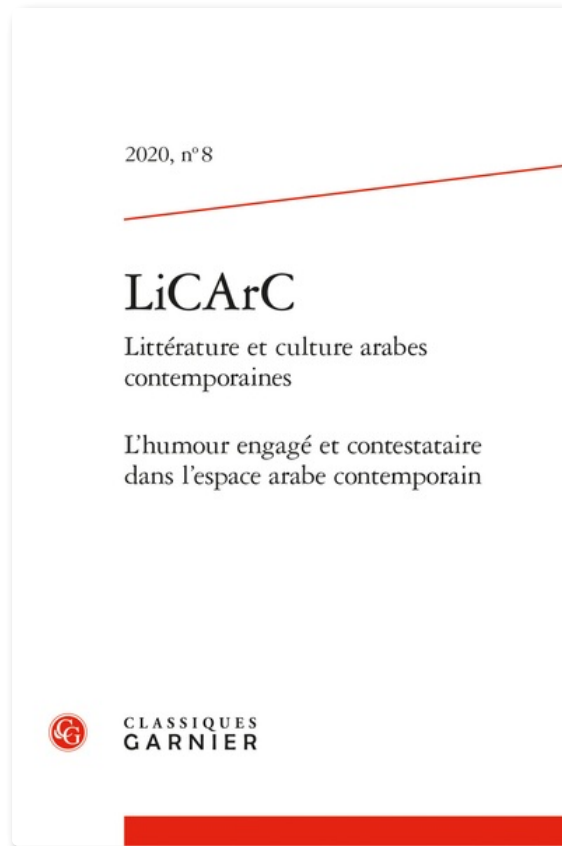 2020, nº 8
LiCArC
Littérature et culture arabes
contemporaines
L'humour engagé et contestataire
dans l'espace arabe contemporain
CG
CLASSIQUES
GARNIER